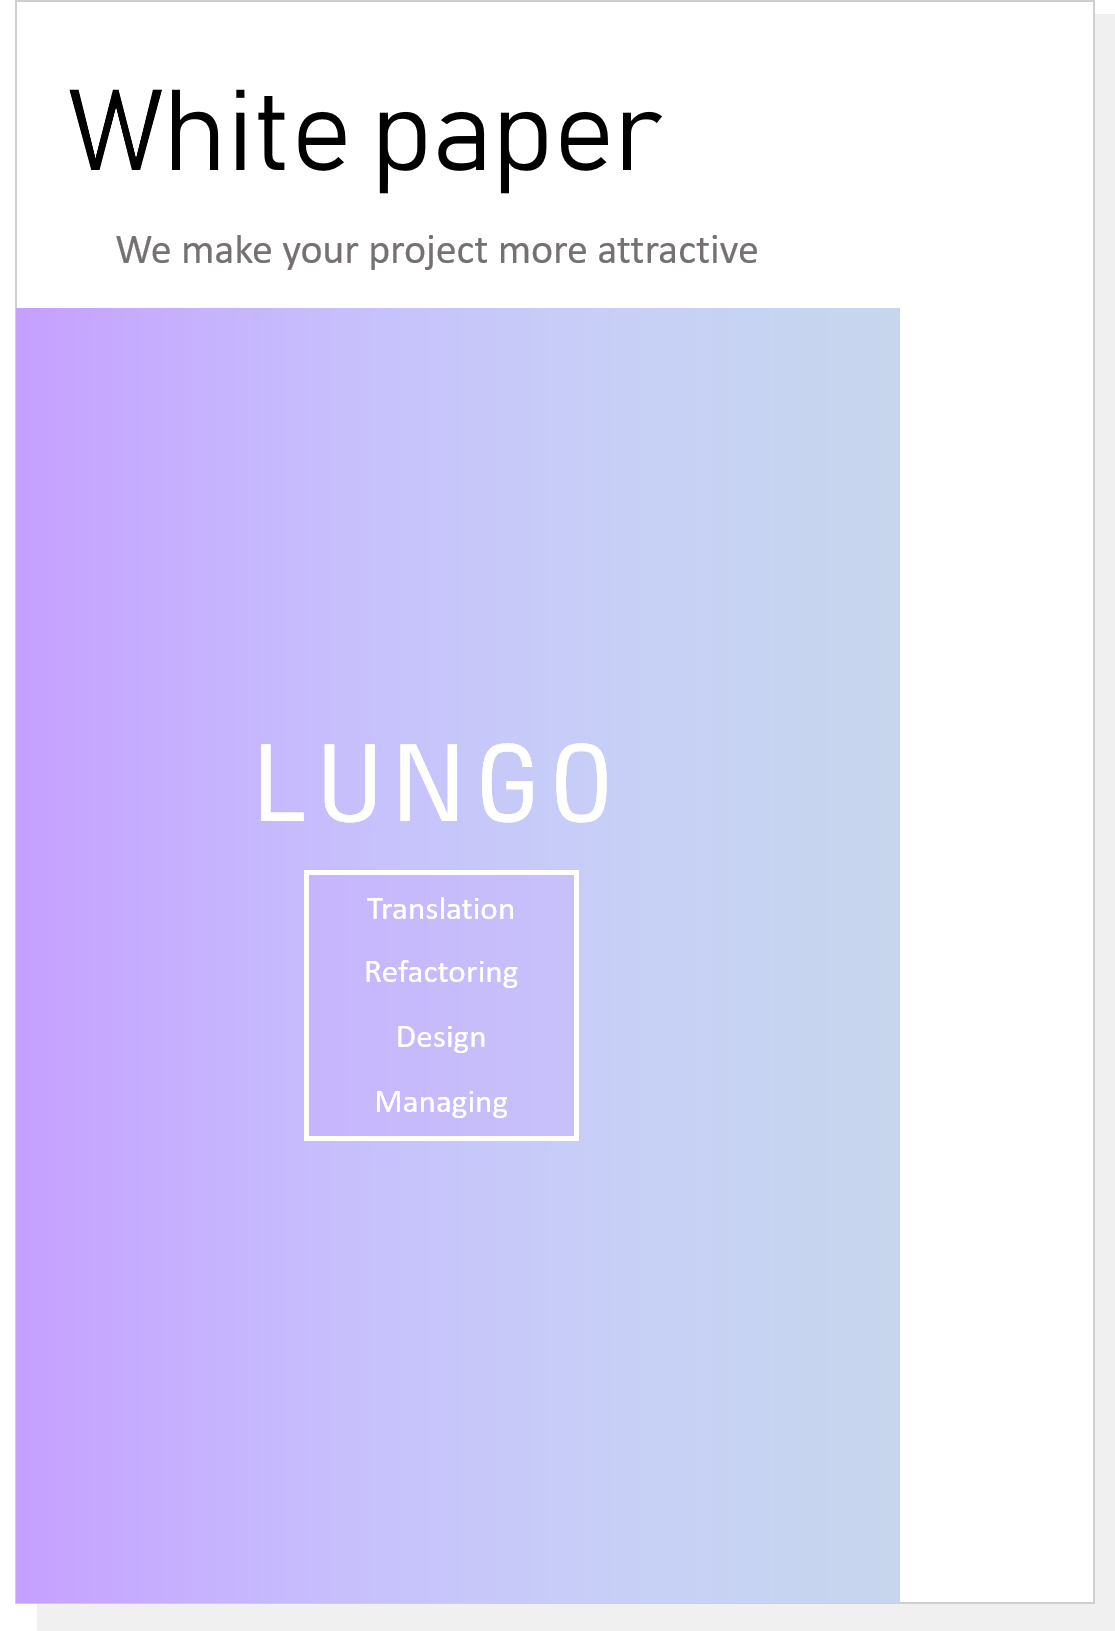 White paper
We make your project more attractive
LUNGO
Translation
Refactoring
Design
Managing